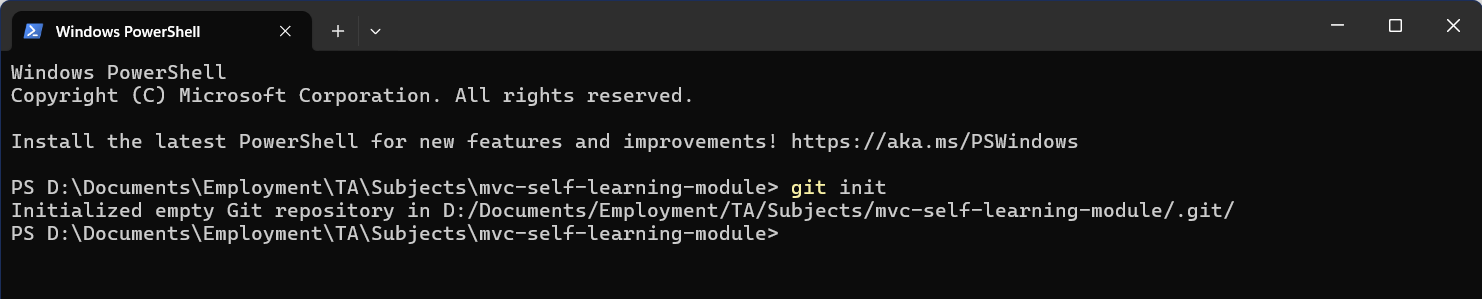 Windows PowerShell
Windows PowerShell
Copyright (C) Microsoft Corporation. All rights reserved.
Install the latest PowerShell for new features and improvements! https://aka.ms/PSWindows
PS D:\Documents\Employment\TA\Subjects\mvc-self-learning-module> git init
Initialized empty Git repository in D:/Documents/Employment/TA/Subjects/mvc-self-learning-module/.git/
PS D:\Documents\Employment\TA\Subjects\mvc-self-learning-module>